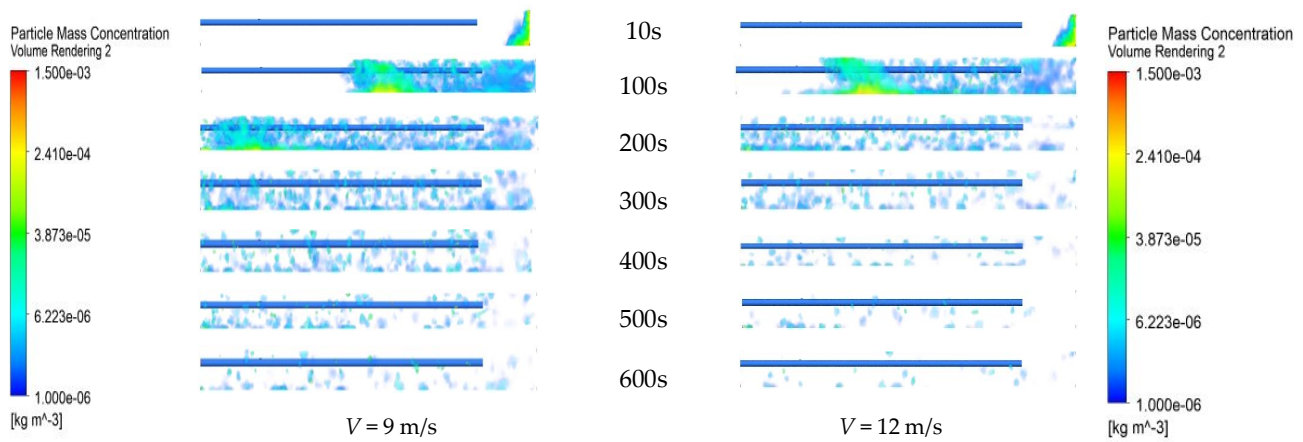 Particle Mass Concentration
Volume Rendering 2
1.500e-03
2.410e-04
3.873e-05
6.223e-06
1.000e-06
[kg m^-3]
10s
100s
200s
300s
400s
500s
600s
V = 9 m/s
V = 12 m/s
Particle Mass Concentration
Volume Rendering 2
1.500e-03
2.410e-04
3.873e-05
6.223e-06
1.000e-06
[kg m^-3]